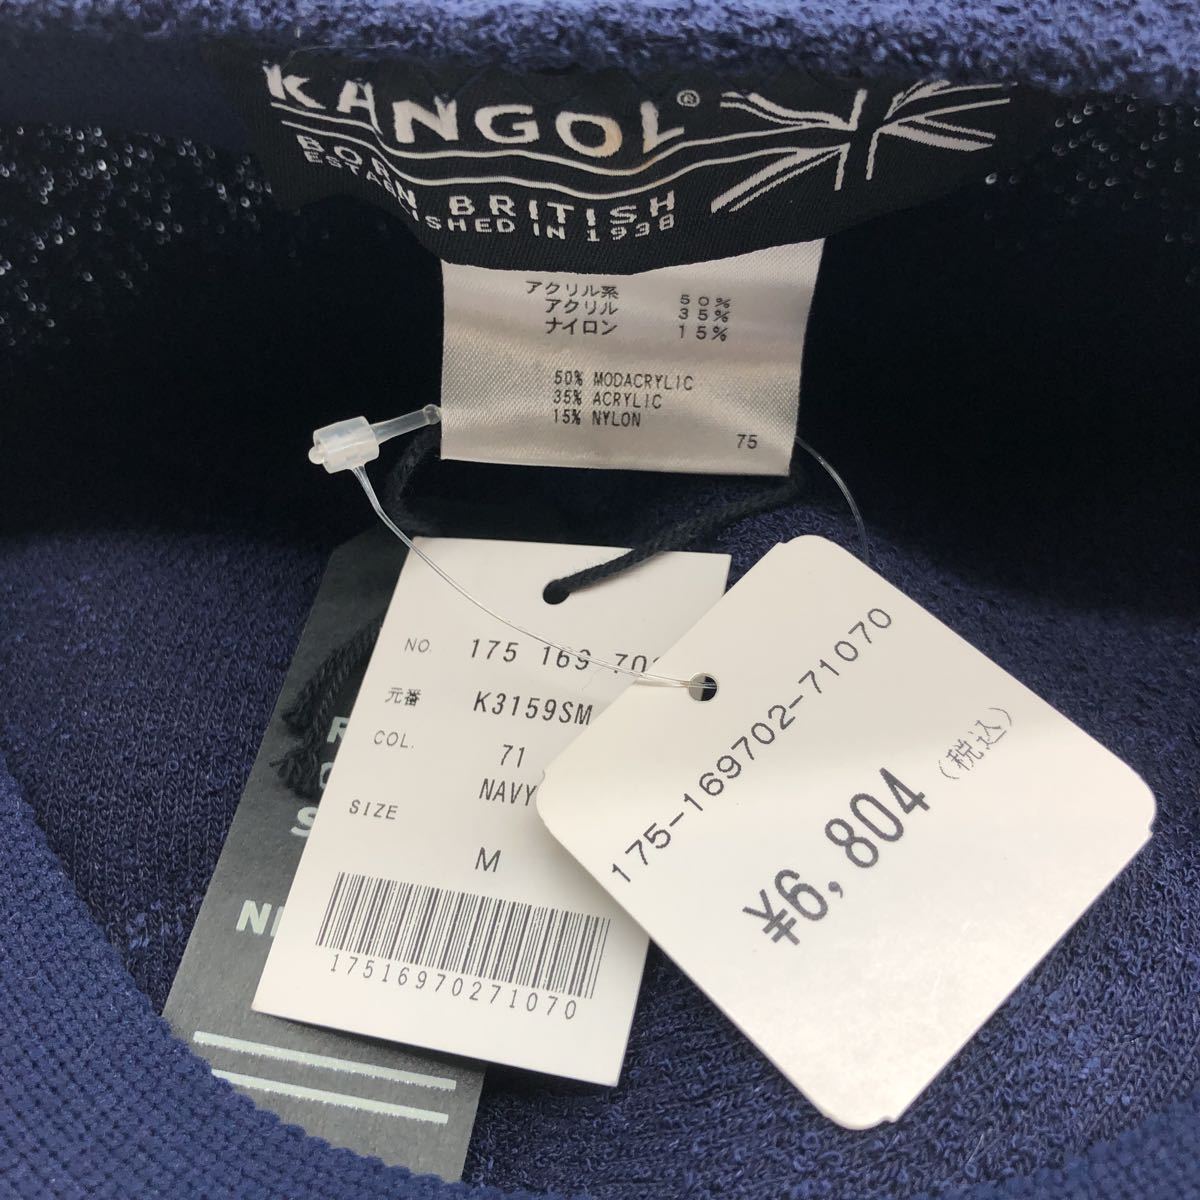 KANGOL®
BORN BRITISH
ESTABLISHED IN 1938
アクリル系 50%
アクリル 35%
ナイロン 15%
50% MODACRYLIC
35% ACRYLIC
15% NYLON
75
NO. 175 169 702
元番 K3159SM
COL. 71
NAVY
SIZE
M
17516970271070
175-169702-71070
¥6,804 (税込)